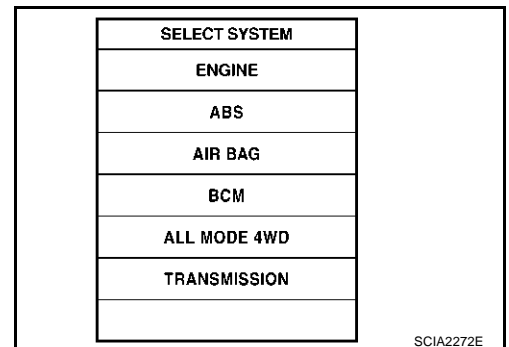 SELECT SYSTEM
ENGINE
ABS
AIR BAG
BCM
ALL MODE 4WD
TRANSMISSION
SCIA2272E